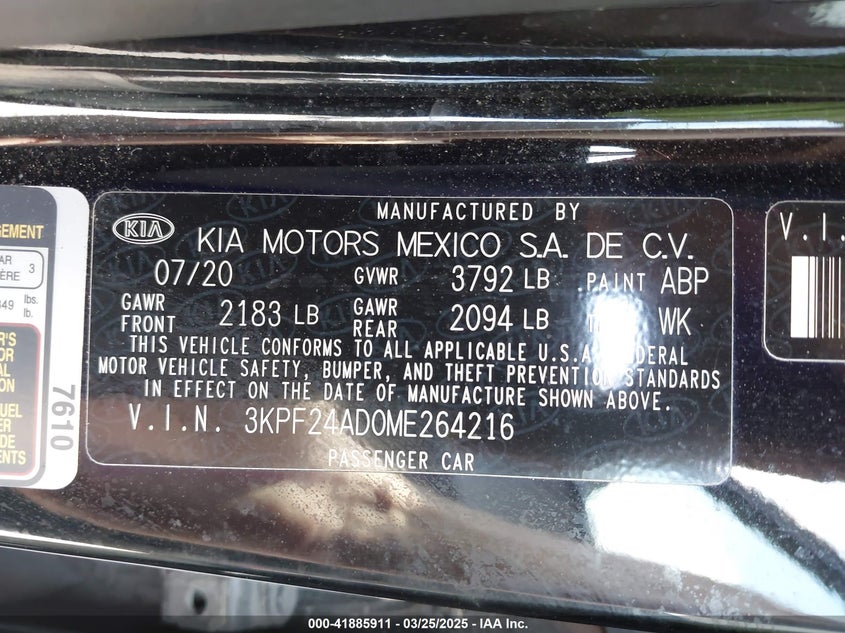 MANUFACTURED BY
KIA KIA MOTORS MEXICO S.A. DE C.V.
07/20 GVWR 3792 LB PAINT ABP
GAWR FRONT 2183 LB GAWR REAR 2094 LB WK
THIS VEHICLE CONFORMS TO ALL APPLICABLE U.S.A. FEDERAL
MOTOR VEHICLE SAFETY, BUMPER, AND THEFT PREVENTION STANDARDS
IN EFFECT ON THE DATE OF MANUFACTURE SHOWN ABOVE.
V.I.N. 3KPF24AD0ME264216
PASSENGER CAR
3
lbs.
lb.
7610
V.I.
000-41885911 - 03/25/2025 - IAA Inc.